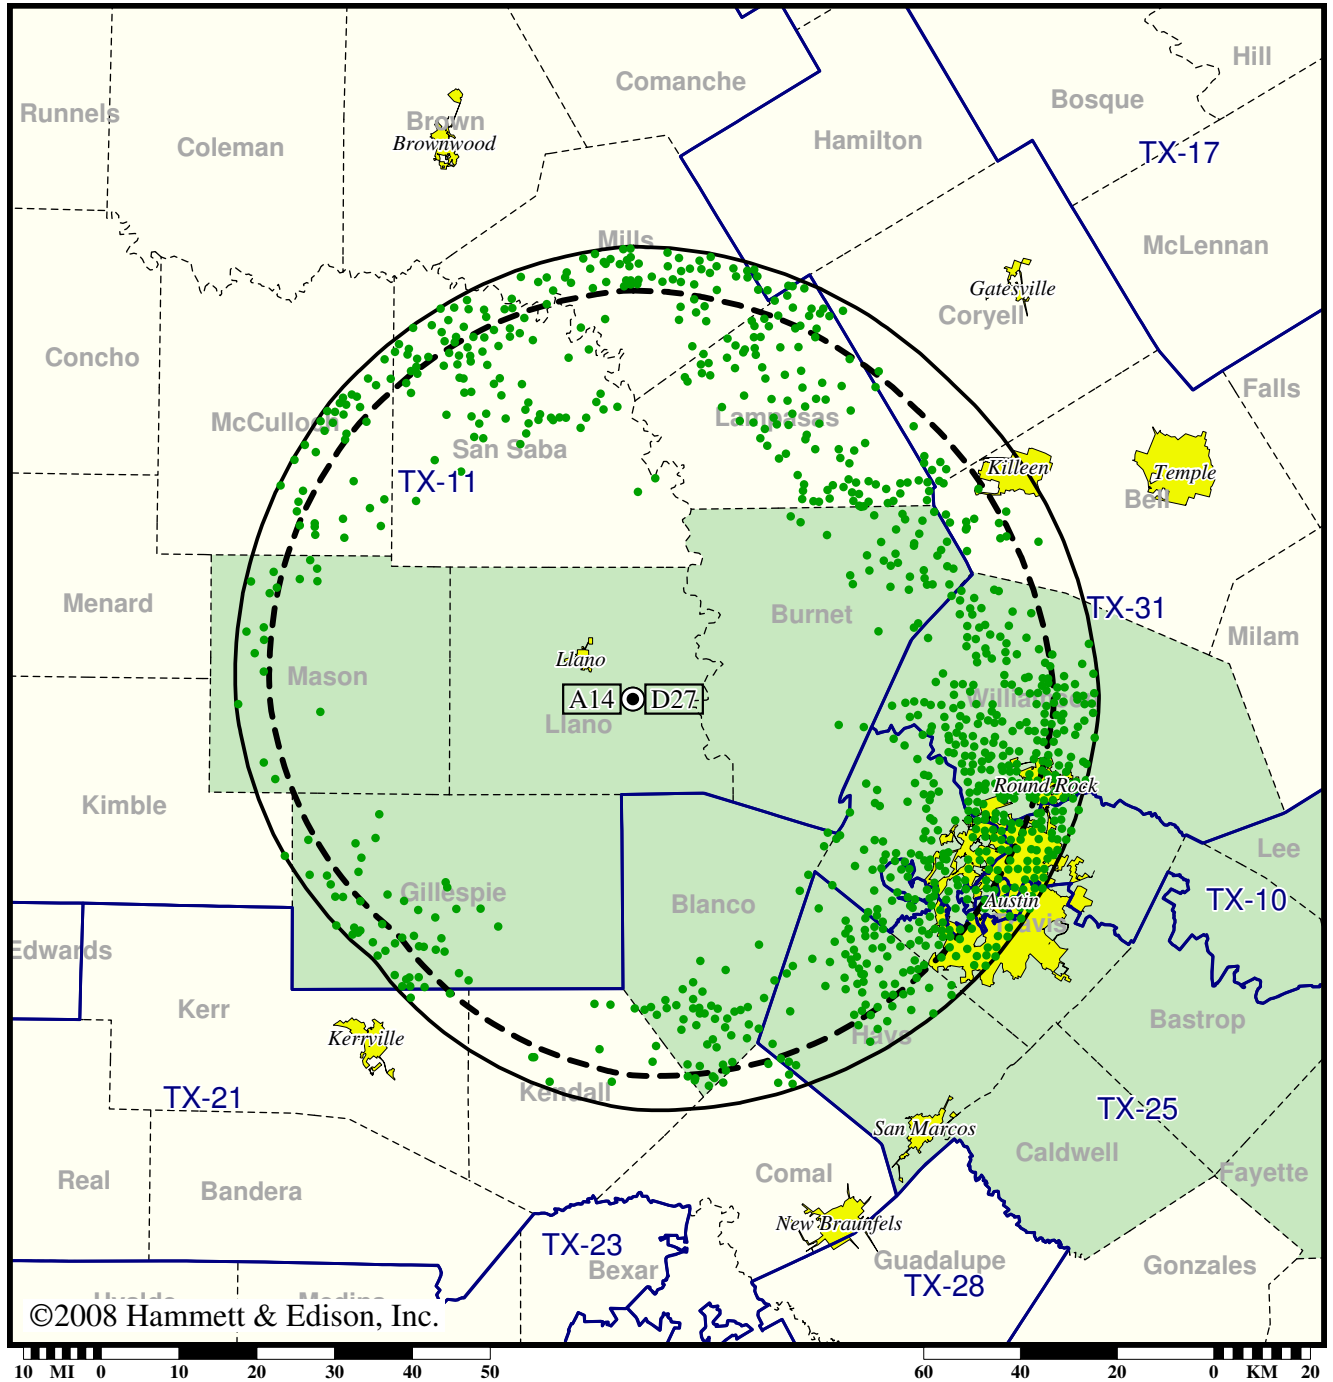 Hill
Comanche
Bosque
Runnels
Brown
Hamilton
Coleman
Brownwood
TX-17
Mills
McLennan
Gatesville
Coryell
Concho
Falls
McCulloch
Lampasas
San Saba
Killeen
Temple
TX-11
Bell
Menard
Burnet
TX-31
Milam
Llano
Mason
A14
D27
Williamson
Llano
Round Rock
Kimble
Lee
Gillespie
Blanco
Austin
TX-10
Travis
Edwards
Kerr
Bastrop
Kerrville
Hays
TX-21
Kendall
TX-25
San Marcos
Caldwell
Real
Bandera
Comal
Fayette
New Braunfels
TX-23
Bexar
Guadalupe
Gonzales
TX-28
Uvalde
Medina
©2008 Hammett & Edison, Inc.
10 MI 0 10 20 30 40 50
60 40 20 0 KM 20